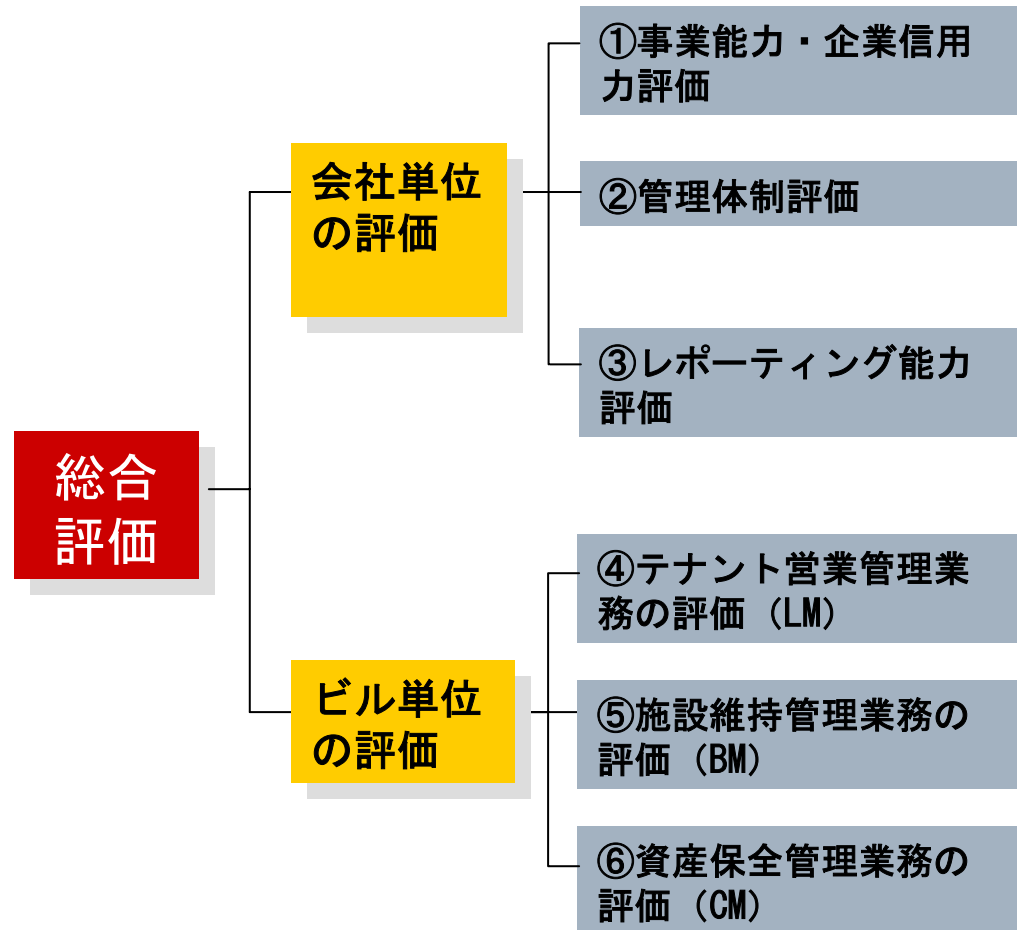 総合
評価
会社単位
の評価
①事業能力・企業信用
力評価
②管理体制評価
③レポーティング能力
評価
ビル単位
の評価
④テナント営業管理業
務の評価（LM）
⑤施設維持管理業務の
評価（BM）
⑥資産保全管理業務の
評価（CM）